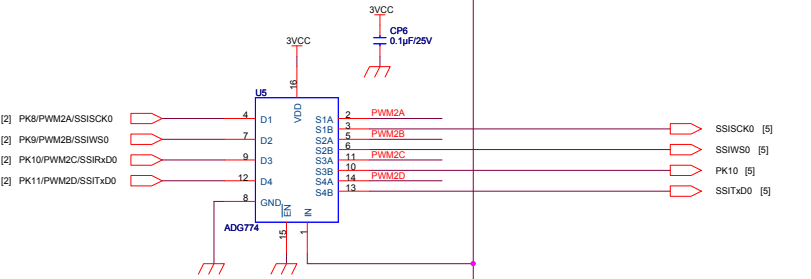 3VCC
CP6
0.1µF/25V
3VCC
16
U5
VDD
[2] PK8/PWM2A/SSISCK0 4 D1 S1A 2 PWM2A
S1B 3 SSISCK0 [5]
[2] PK9/PWM2B/SSIWS0 7 D2 S2A 5 PWM2B
S2B 6 SSIWS0 [5]
[2] PK10/PWM2C/SSIRxD0 9 D3 S3A 11 PWM2C
S3B 10 PK10 [5]
[2] PK11/PWM2D/SSITxD0 12 D4 S4A 14 PWM2D
S4B 13 SSITxD0 [5]
8 GND
EN IN
ADG774
15 1